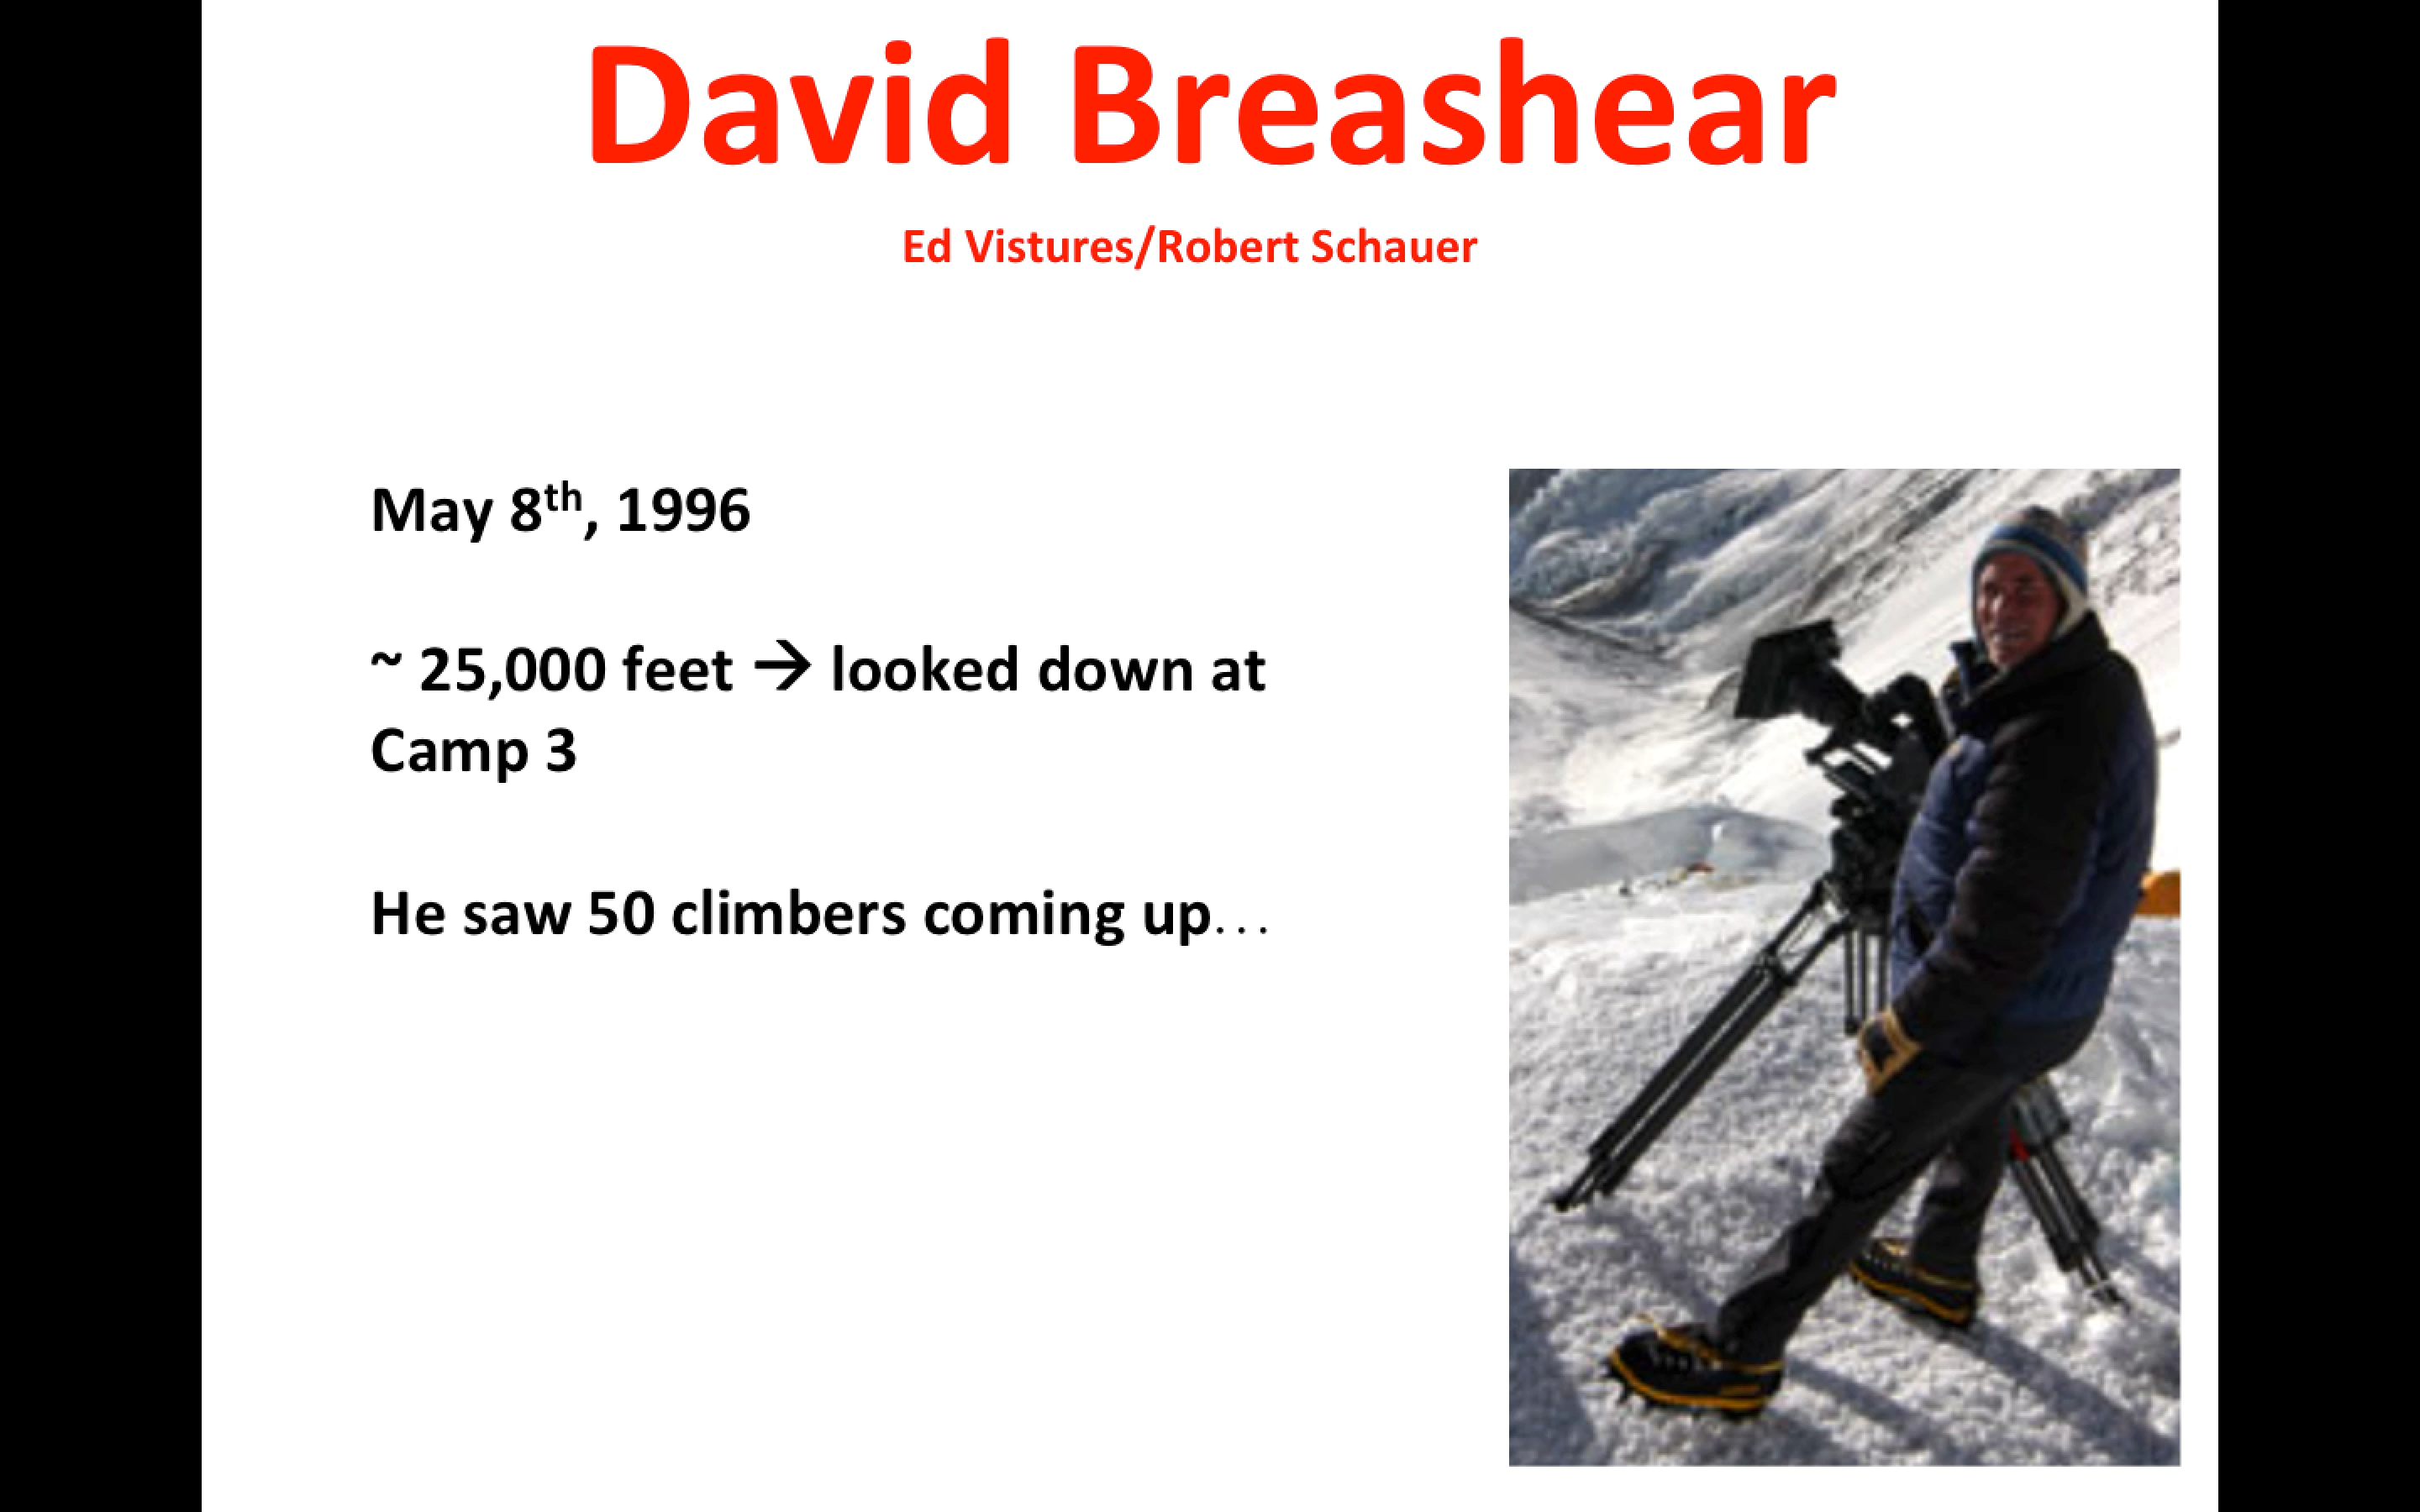 David Breashear
Ed Vistures/Robert Schauer
May 8th, 1996
~ 25,000 feet → looked down at
Camp 3
He saw 50 climbers coming up...